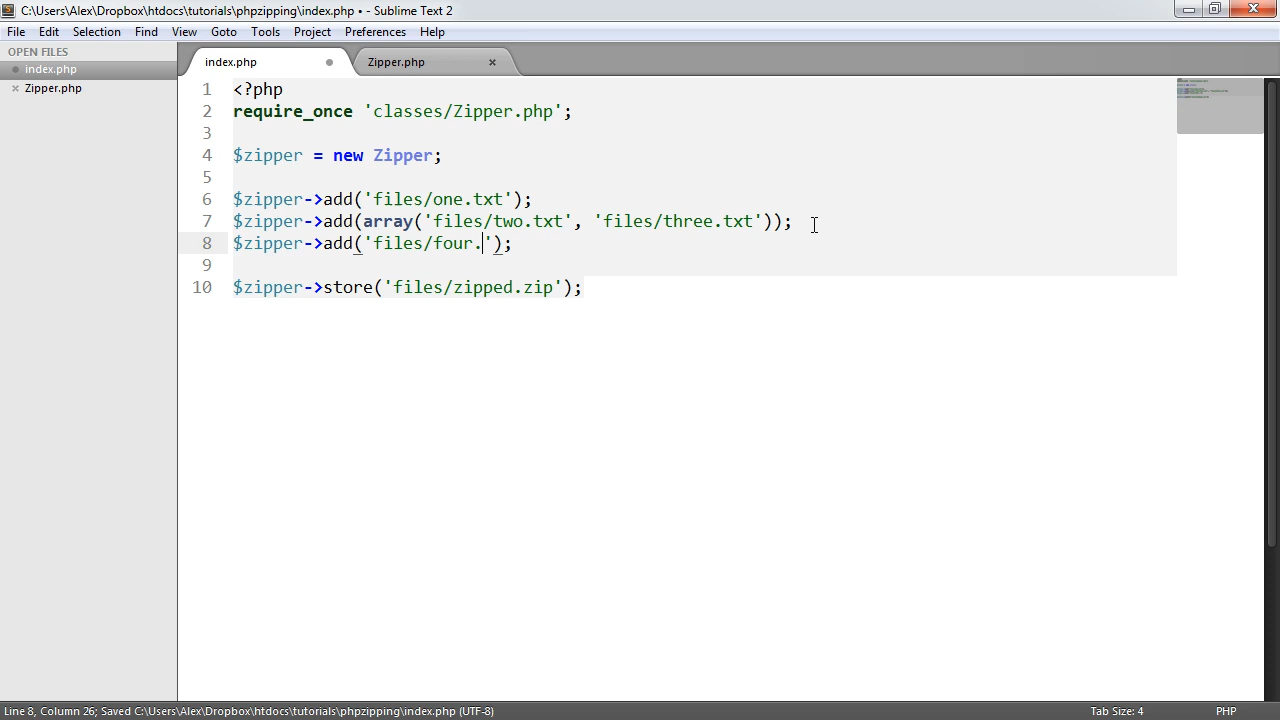 C:\Users\Alex\Dropbox\htdocs\tutorials\phpzipping\index.php • - Sublime Text 2
File Edit Selection Find View Goto Tools Project Preferences Help
OPEN FILES
index.php
Zipper.php
index.php Zipper.php
1 <?php
2 require_once 'classes/Zipper.php';
3
4 $zipper = new Zipper;
5
6 $zipper->add('files/one.txt');
7 $zipper->add(array('files/two.txt', 'files/three.txt'));
8 $zipper->add('files/four.');
9
10 $zipper->store('files/zipped.zip');
Line 8, Column 26; Saved C:\Users\Alex\Dropbox\htdocs\tutorials\phpzipping\index.php (UTF-8) Tab Size: 4 PHP